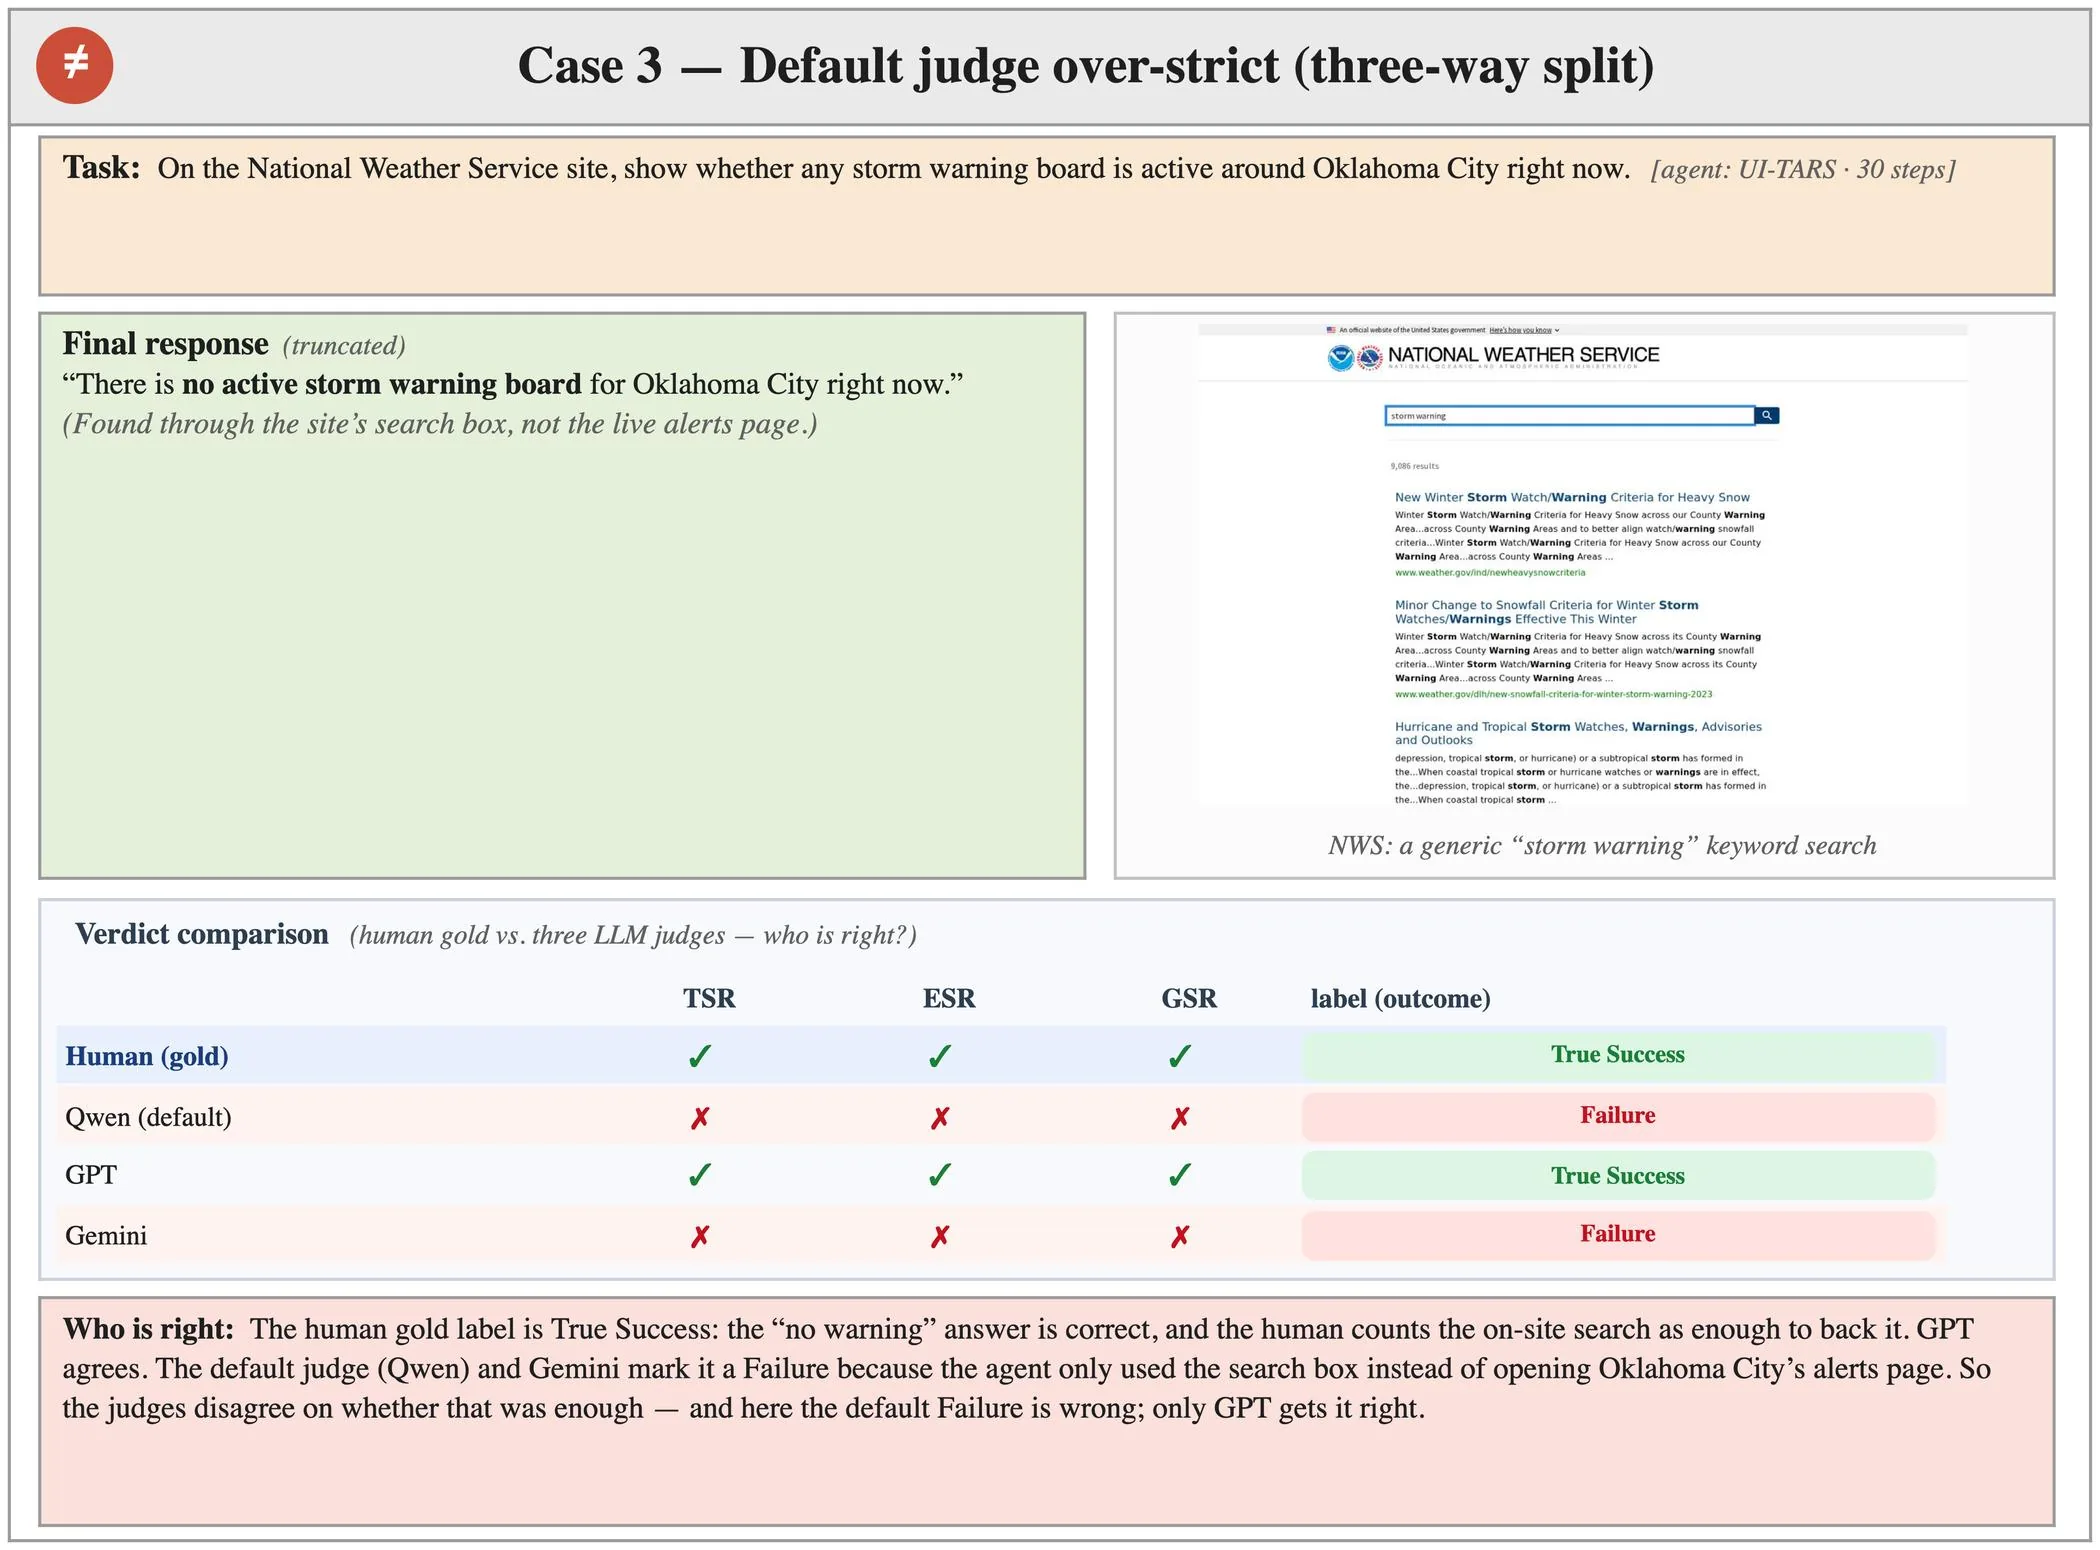 ≠
Case 3 — Default judge over-strict (three-way split)
Task: On the National Weather Service site, show whether any storm warning board is active around Oklahoma City right now. [agent: UI-TARS · 30 steps]
Final response (truncated)
“There is no active storm warning board for Oklahoma City right now.”
(Found through the site’s search box, not the live alerts page.)
An official website of the United States government Here's how you know
NATIONAL WEATHER SERVICE
NATIONAL OCEANIC AND ATMOSPHERIC ADMINISTRATION
storm warning
9,086 results
New Winter Storm Watch/Warning Criteria for Heavy Snow
Winter Storm Watch/Warning Criteria for Heavy Snow across our County Warning
Area...across County Warning Areas and to better align watch/warning snowfall
criteria...Winter Storm Watch/Warning Criteria for Heavy Snow across our County
Warning Area...across County Warning Areas ...
www.weather.gov/ind/newheavysnowcriteria
Minor Change to Snowfall Criteria for Winter Storm
Watches/Warnings Effective This Winter
Winter Storm Watch/Warning Criteria for Heavy Snow across its County Warning
Area...across County Warning Areas and to better align watch/warning snowfall
criteria...Winter Storm Watch/Warning Criteria for Heavy Snow across its County
Warning Area...across County Warning Areas ...
www.weather.gov/dlh/new-snowfall-criteria-for-winter-storm-warning-2023
Hurricane and Tropical Storm Watches, Warnings, Advisories
and Outlooks
depression, tropical storm, or hurricane) or a subtropical storm has formed in
the...When coastal tropical storm or hurricane watches or warnings are in effect,
the...depression, tropical storm, or hurricane) or a subtropical storm has formed in
the...When coastal tropical storm ...
NWS: a generic “storm warning” keyword search
Verdict comparison (human gold vs. three LLM judges — who is right?)
TSR ESR GSR label (outcome)
Human (gold) ✓ ✓ ✓ True Success
Qwen (default) ✗ ✗ ✗ Failure
GPT ✓ ✓ ✓ True Success
Gemini ✗ ✗ ✗ Failure
Who is right: The human gold label is True Success: the “no warning” answer is correct, and the human counts the on-site search as enough to back it. GPT
agrees. The default judge (Qwen) and Gemini mark it a Failure because the agent only used the search box instead of opening Oklahoma City’s alerts page. So
the judges disagree on whether that was enough — and here the default Failure is wrong; only GPT gets it right.